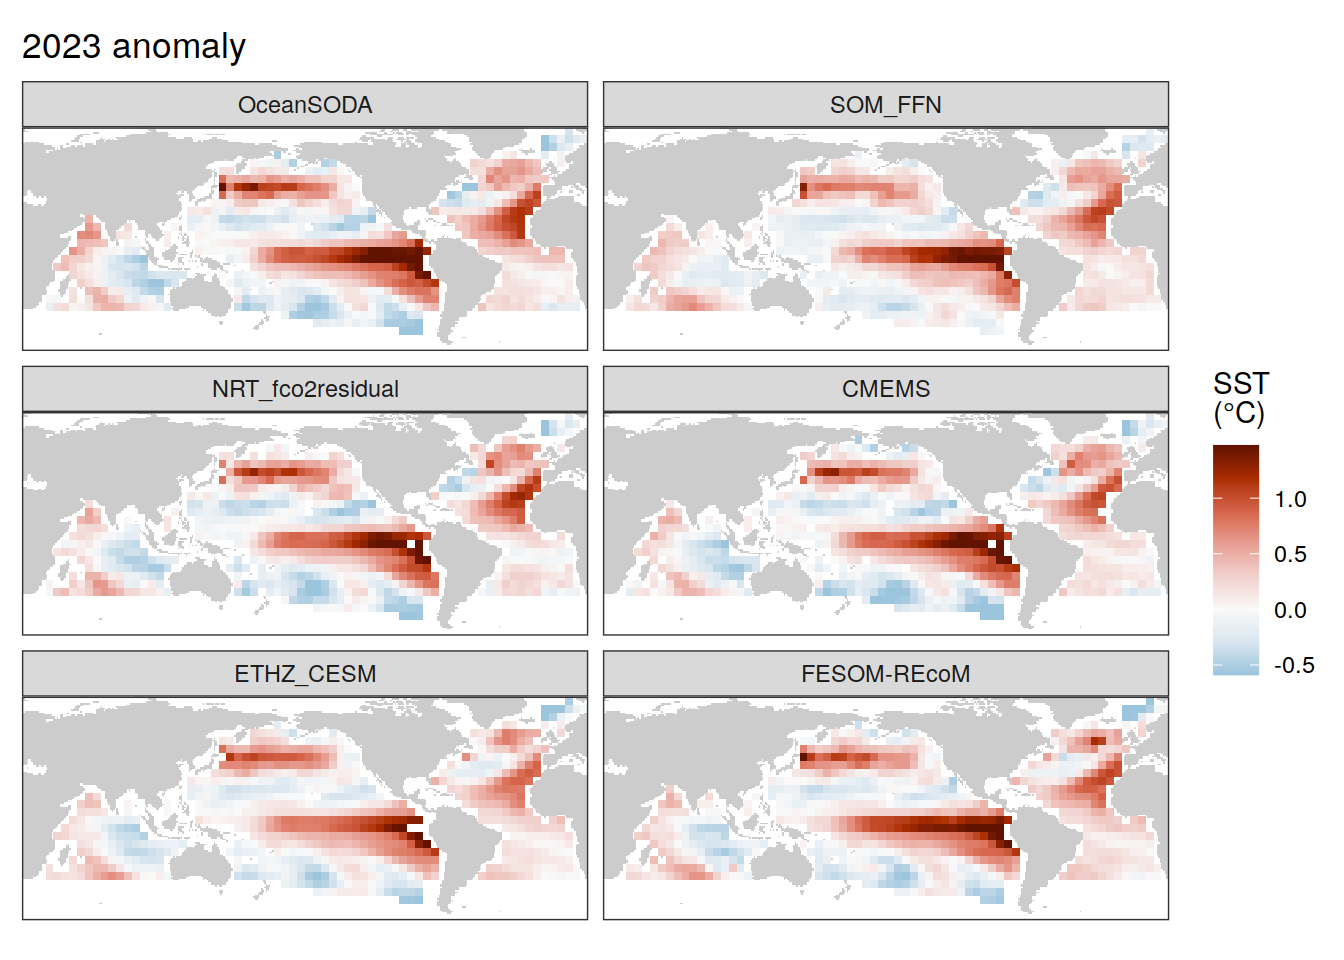 2023 anomaly
OceanSODA
SOM_FFN
NRT_fco2residual
CMEMS
ETHZ_CESM
FESOM-REcoM
SST
(°C)
1.0
0.5
0.0
-0.5